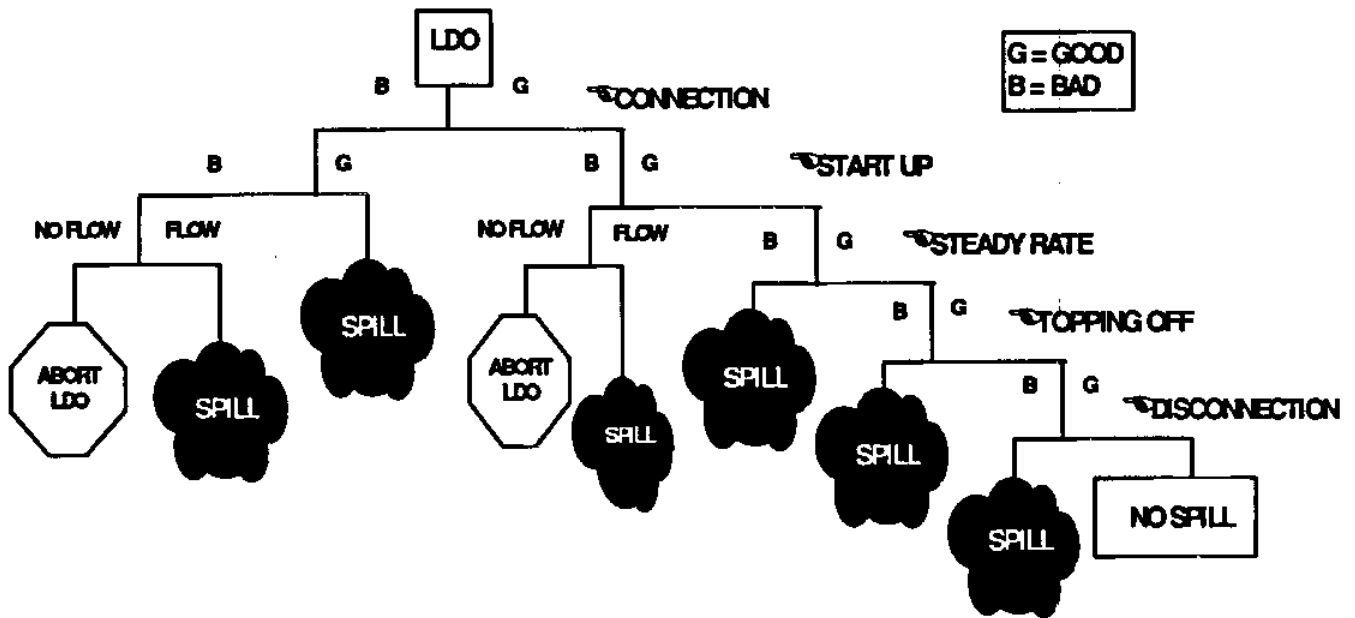 LDO
G = GOOD
B = BAD
B G
CONNECTION
B G
B G
START UP
NO FLOW FLOW
NO FLOW FLOW
B G
STEADY RATE
SPILL
B G
TOPPING OFF
ABORT
LDO
SPILL
ABORT
LDO
SPILL
SPILL
B G
DISCONNECTION
SPILL
SPILL
NO SPILL